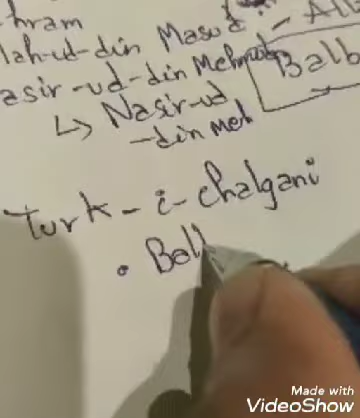 hram
lah-ud-din Masud - All
asir-ud-din Mehmud
Balb
↳ Nasir-ud
-din meh
Turk-i-chalgani
• Bal
Made with
VideoShow